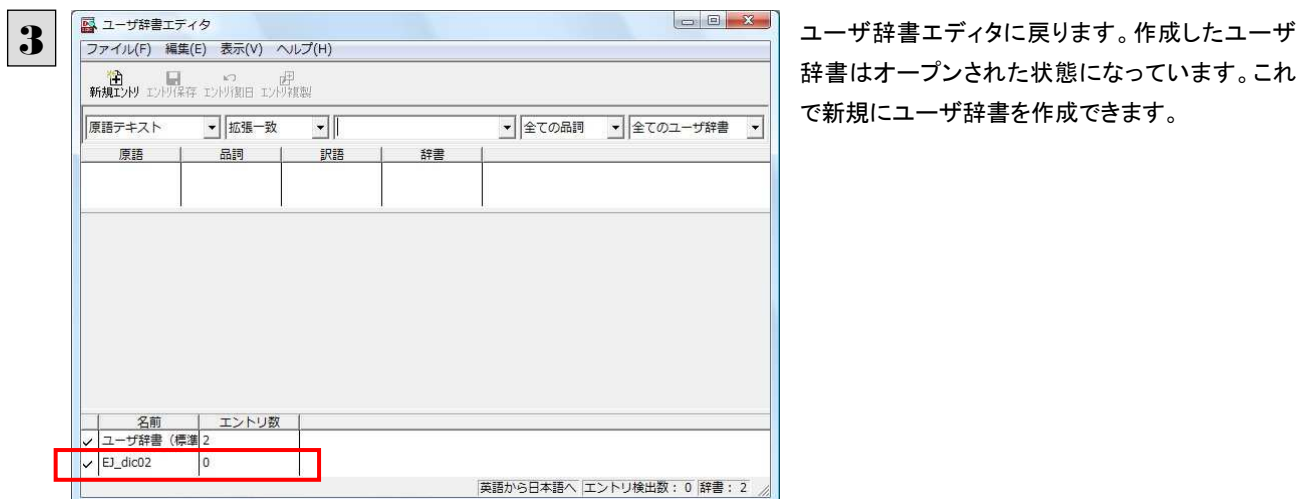 3
ユーザ辞書エディタ
ファイル(F) 編集(E) 表示(V) ヘルプ(H)
新規エントリ エントリ保存 エントリ復旧 エントリ複製
原語テキスト 拡張一致 全ての品詞 全てのユーザ辞書
原語 品詞 訳語 辞書
名前 エントリ数
✓ ユーザ辞書（標準 2
✓ EJ_dic02 0
英語から日本語へ エントリ検出数： 0 辞書： 2
ユーザ辞書エディタに戻ります。作成したユーザ
辞書はオープンされた状態になっています。これ
で新規にユーザ辞書を作成できます。